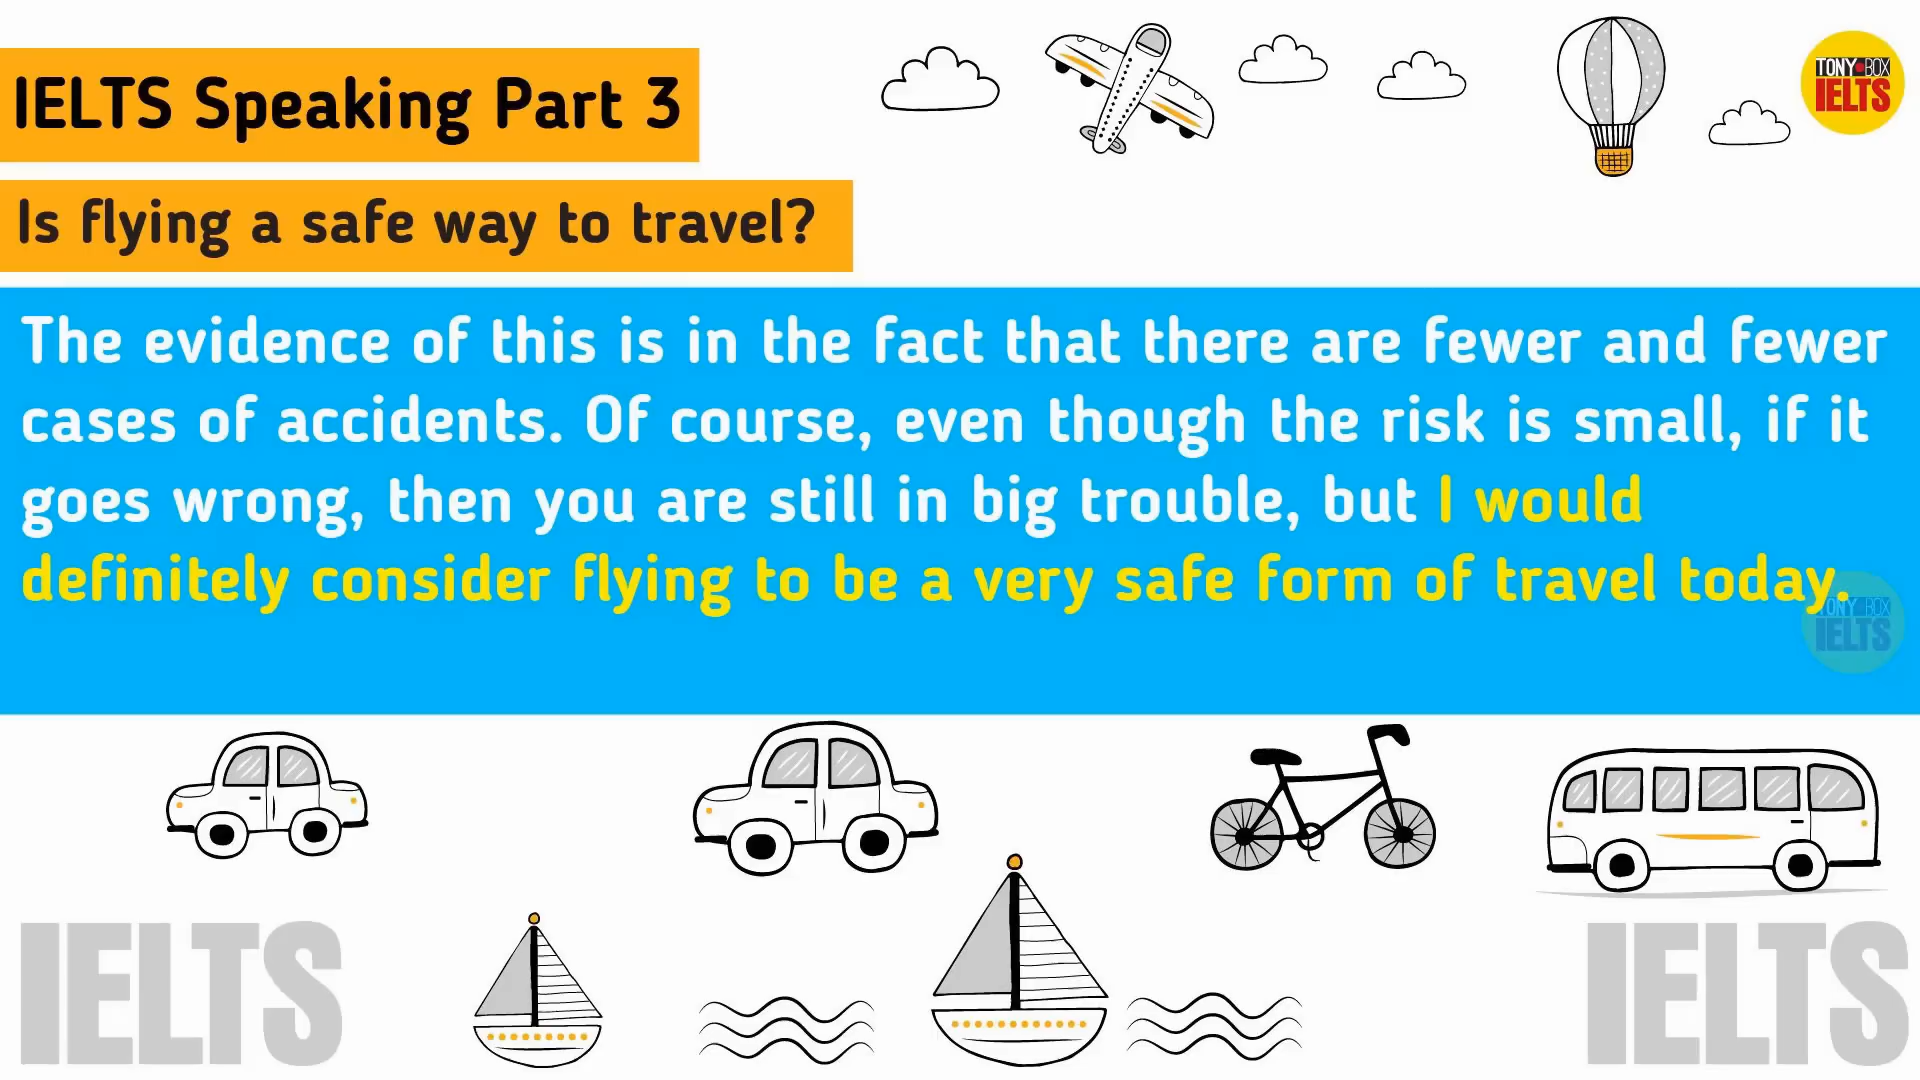 IELTS Speaking Part 3
TONY BOX
IELTS
Is flying a safe way to travel?
The evidence of this is in the fact that there are fewer and fewer
cases of accidents. Of course, even though the risk is small, if it
goes wrong, then you are still in big trouble, but I would
definitely consider flying to be a very safe form of travel today.
TONY BOX
IELTS
IELTS
IELTS